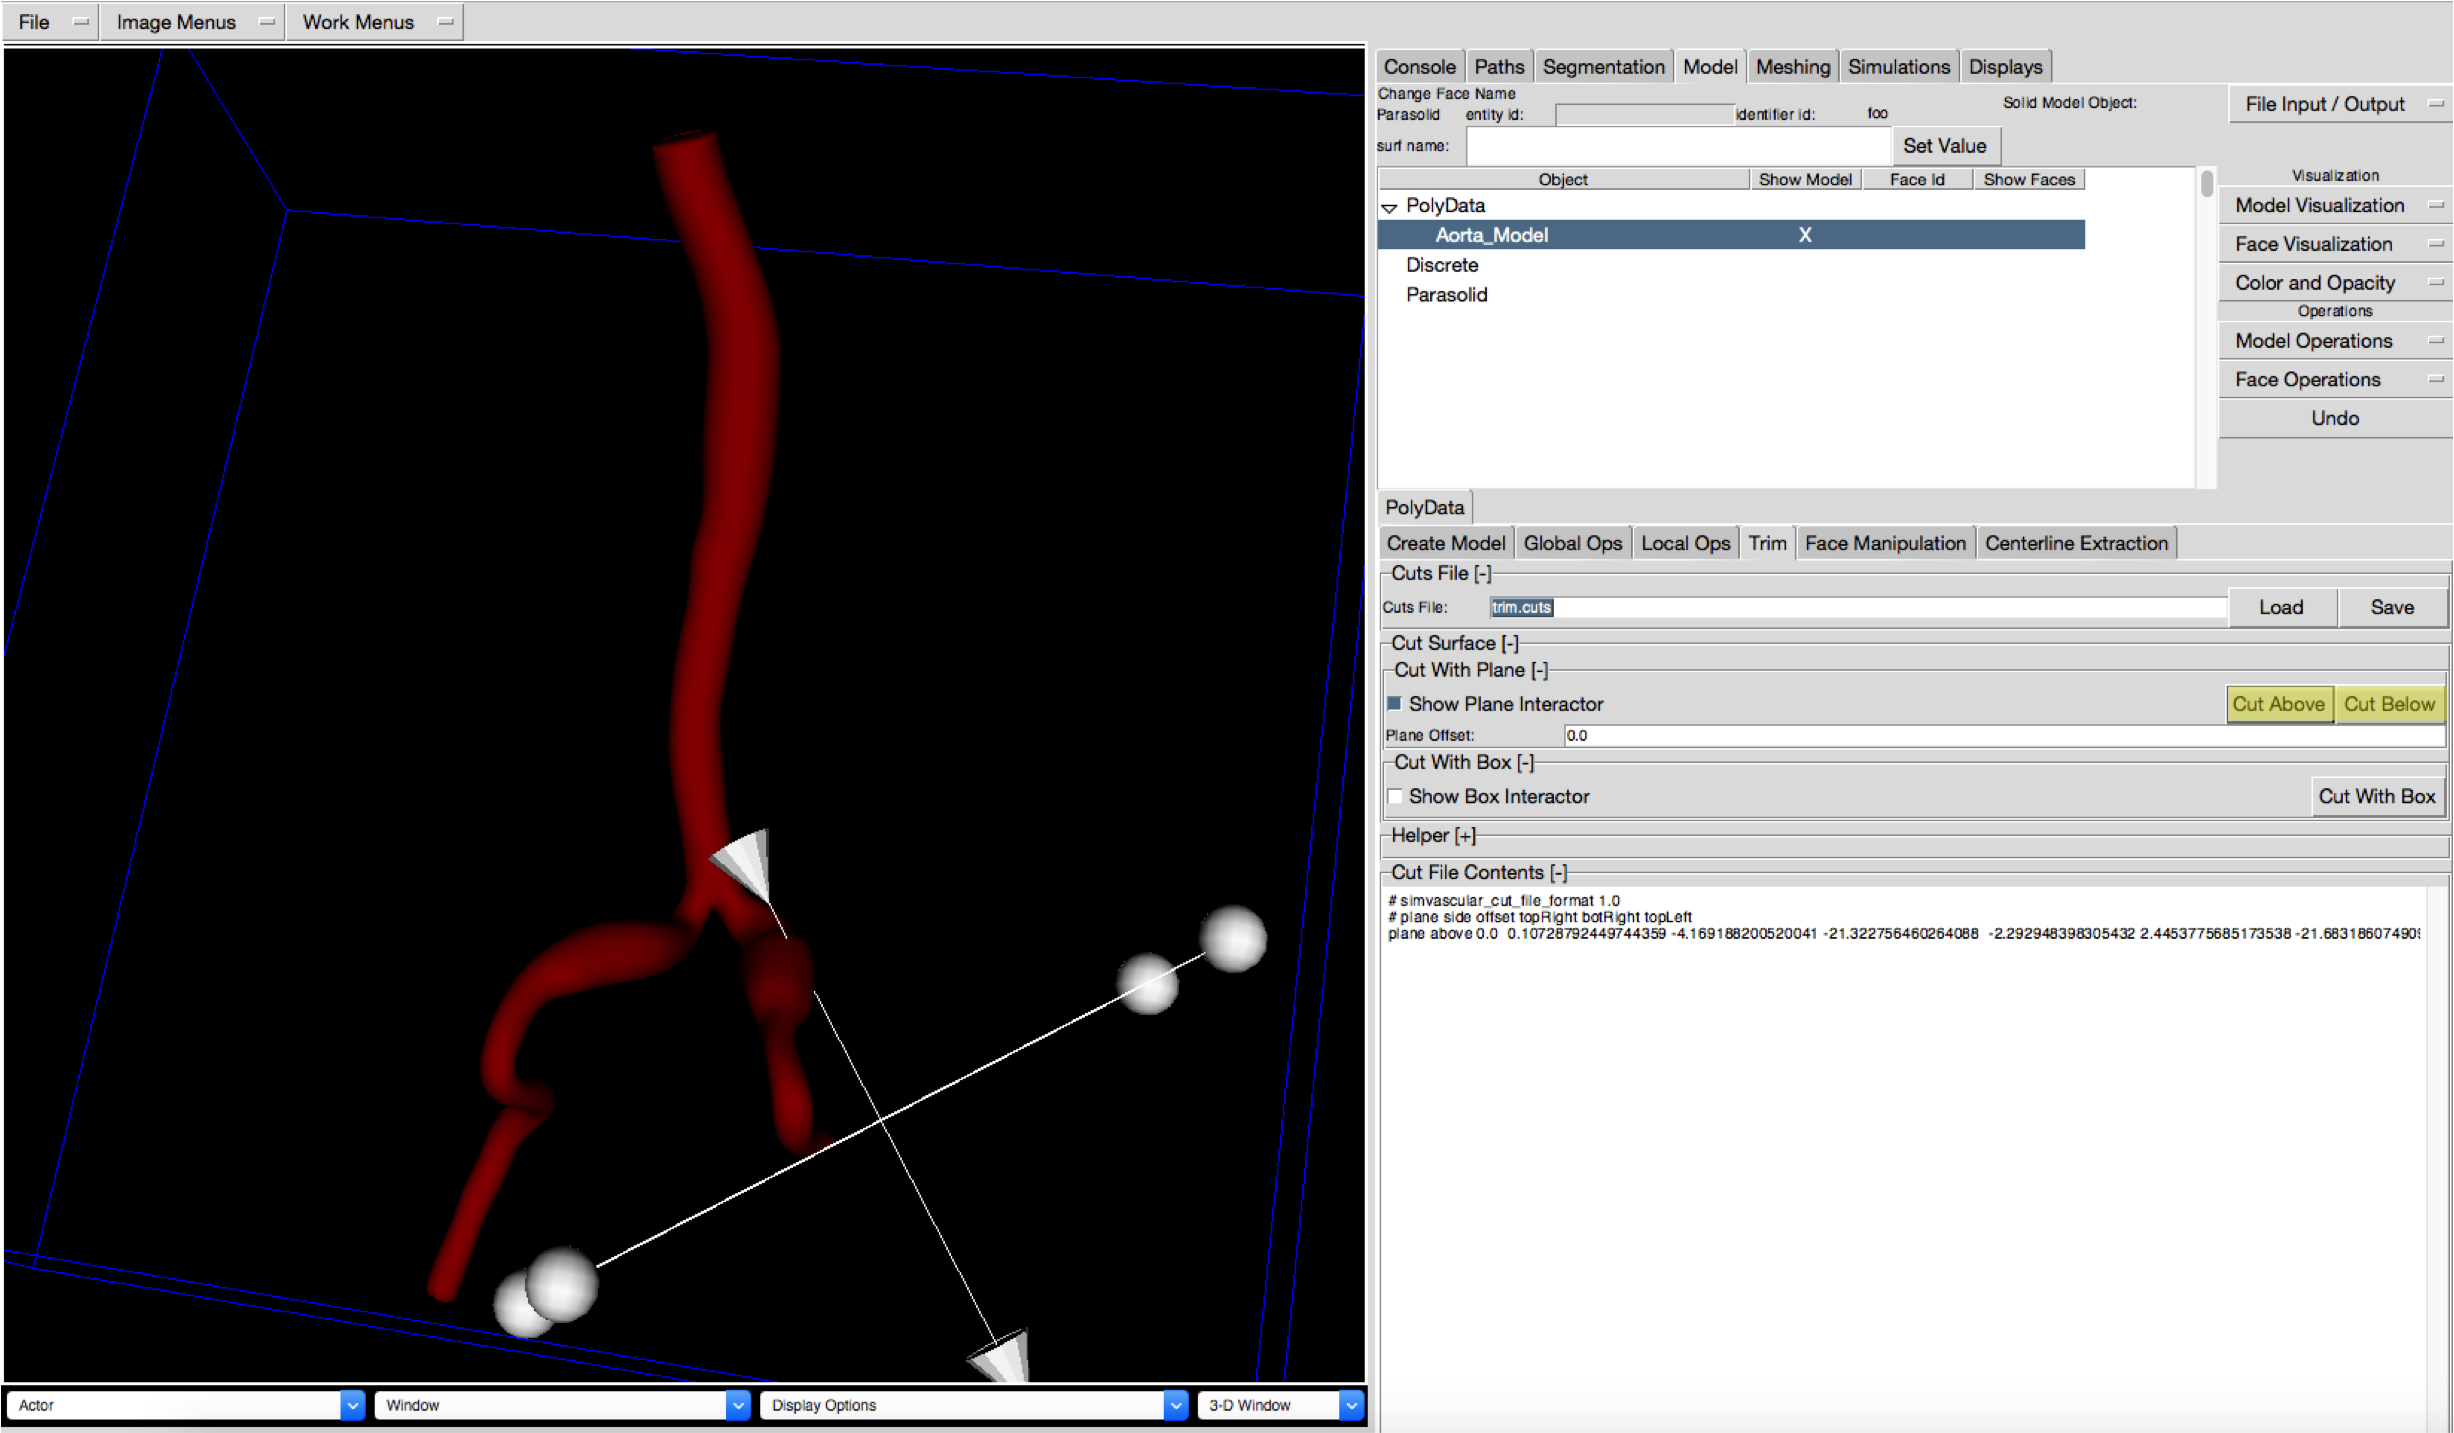 File Image Menus Work Menus
Console Paths Segmentation Model Meshing Simulations Displays
Change Face Name
Parasolid entity id: Identifier id: foo Solid Model Object: File Input / Output
surf name: Set Value
Object Show Model Face Id Show Faces
PolyData
Aorta_Model X
Discrete
Parasolid
Visualization
Model Visualization
Face Visualization
Color and Opacity
Operations
Model Operations
Face Operations
Undo
PolyData
Create Model Global Ops Local Ops Trim Face Manipulation Centerline Extraction
Cuts File [-]
Cuts File: trim.cuts Load Save
Cut Surface [-]
Cut With Plane [-]
Show Plane Interactor Cut Above Cut Below
Plane Offset: 0.0
Cut With Box [-]
Show Box Interactor Cut With Box
Helper [+]
Cut File Contents [-]
# simvascular_cut_file_format 1.0
# plane side offset topRight botRight topLeft
plane above 0.0 0.10728792449744359 -4.169188200520041 -21.322756460264088 -2.292948398305432 2.4453775685173538 -21.68318607490
Actor Window Display Options 3-D Window